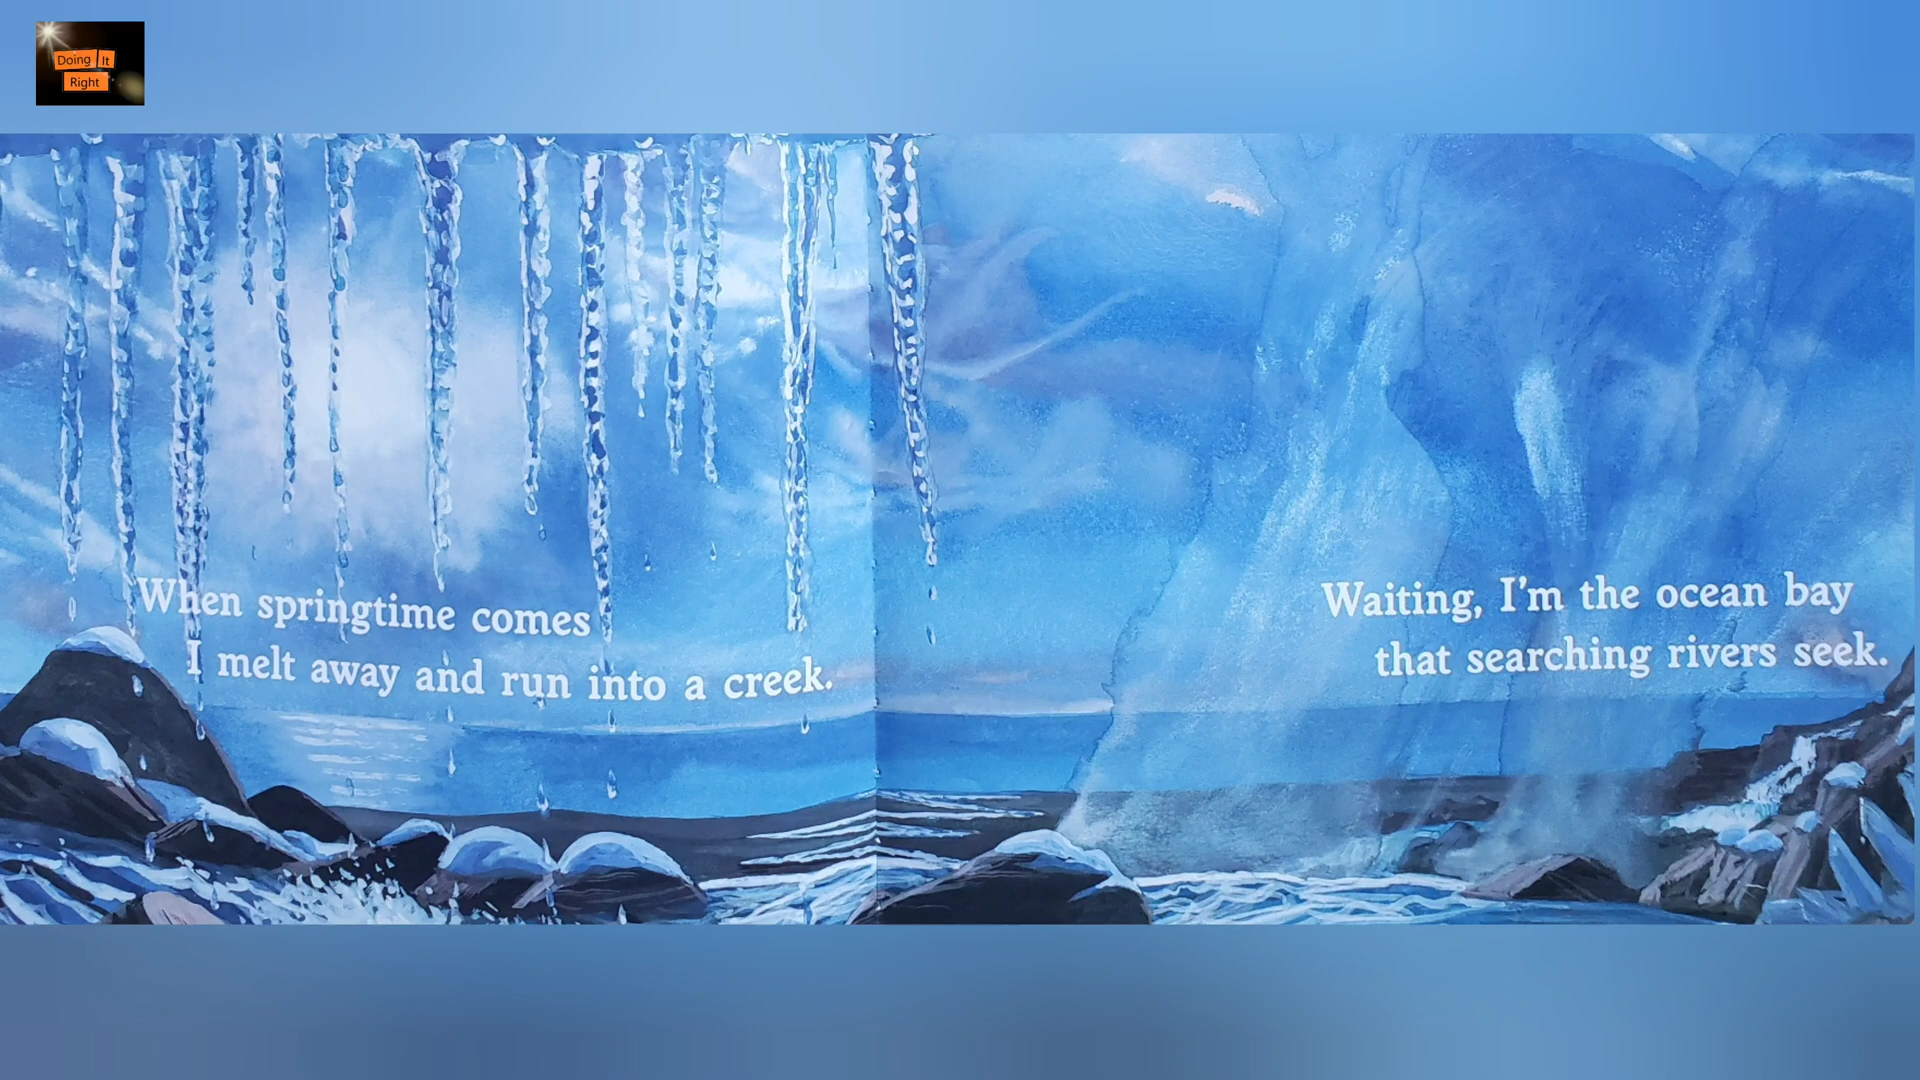 Doing It
Right
When springtime comes
I melt away and run into a creek.
Waiting, I'm the ocean bay
that searching rivers seek.